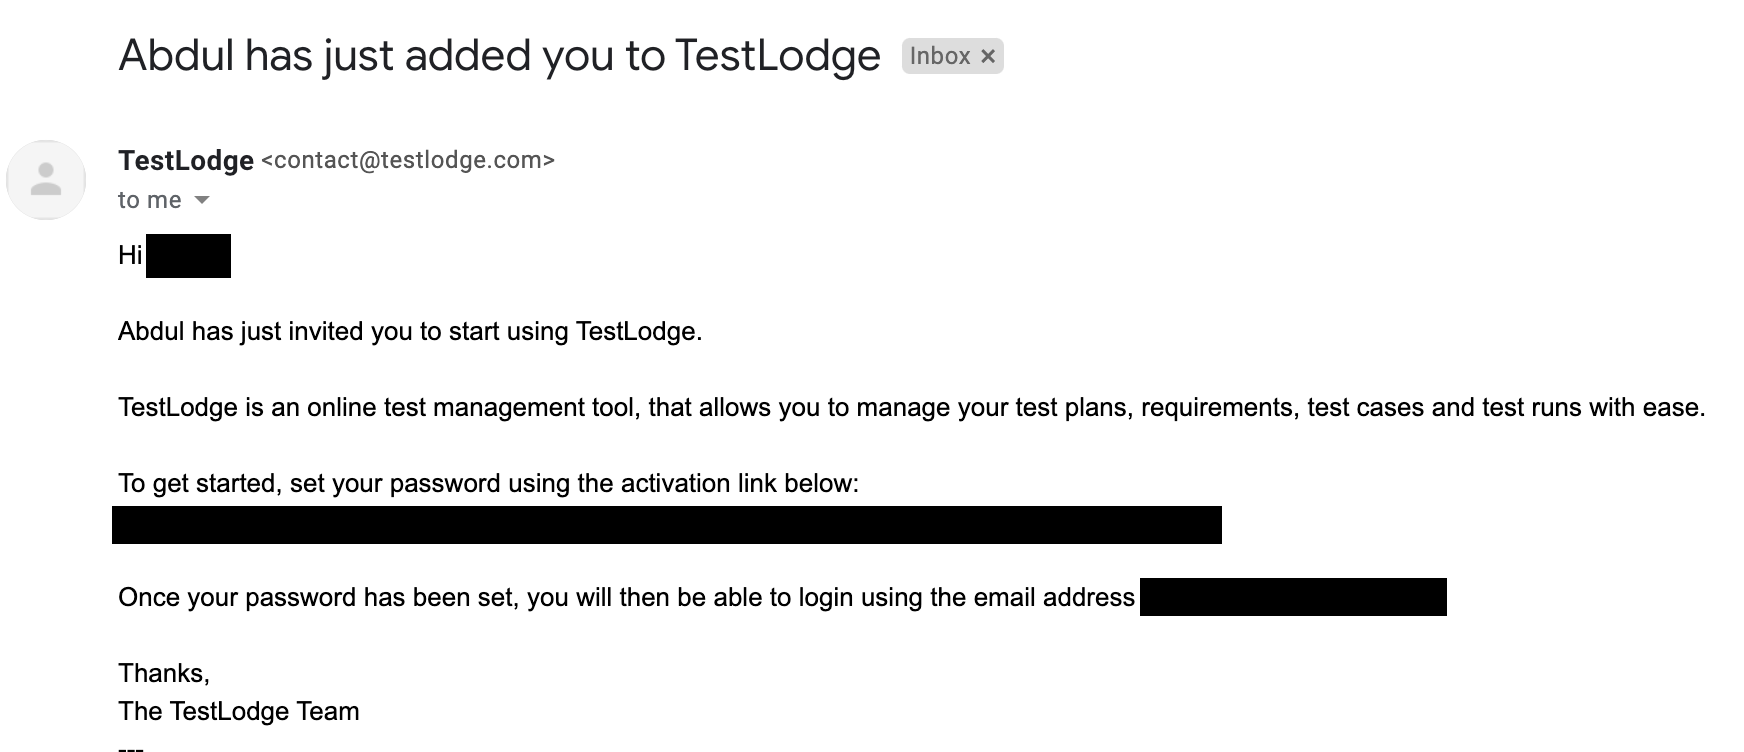 Abdul has just added you to TestLodge Inbox ×
TestLodge <contact@testlodge.com>
to me
Hi
Abdul has just invited you to start using TestLodge.
TestLodge is an online test management tool, that allows you to manage your test plans, requirements, test cases and test runs with ease.
To get started, set your password using the activation link below:
Once your password has been set, you will then be able to login using the email address
Thanks,
The TestLodge Team
---